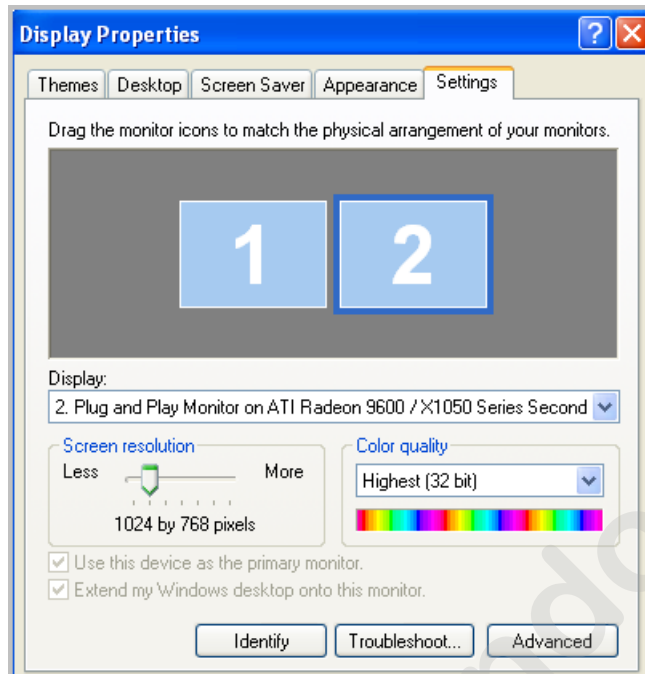 Display Properties
Themes Desktop Screen Saver Appearance Settings
Drag the monitor icons to match the physical arrangement of your monitors.
1 2
Display:
2. Plug and Play Monitor on ATI Radeon 9600 / X1050 Series Second
Screen resolution Color quality
Less More Highest (32 bit)
1024 by 768 pixels
Use this device as the primary monitor.
Extend my Windows desktop onto this monitor.
Identify Troubleshoot... Advanced